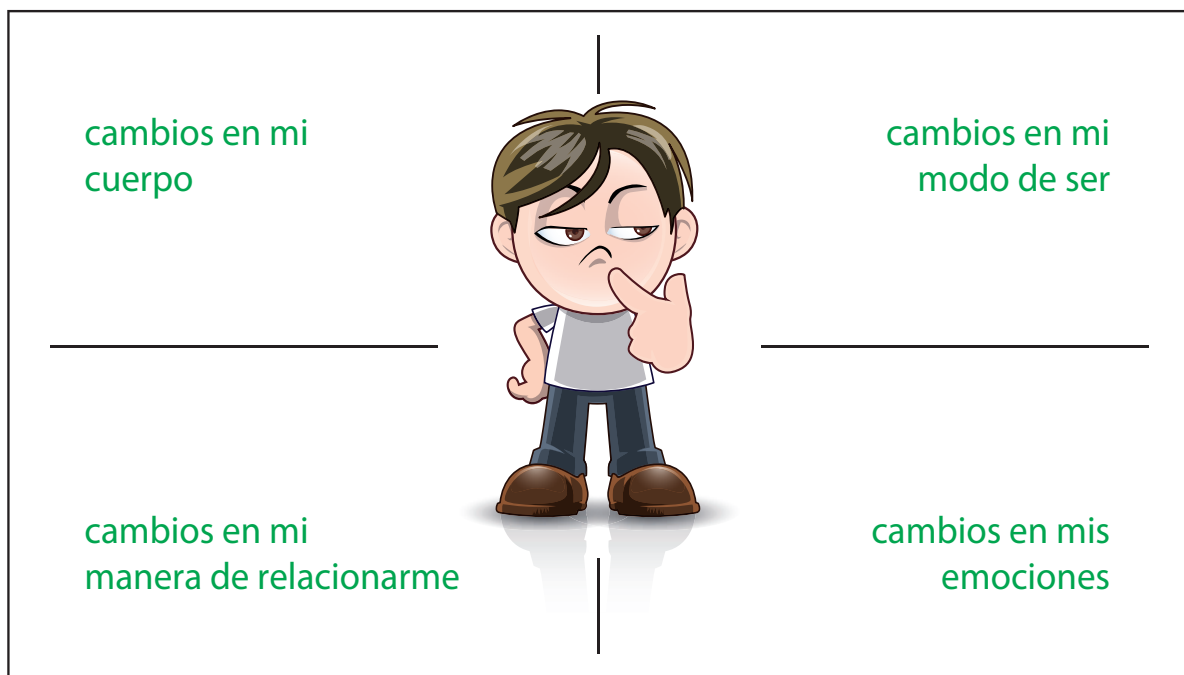 cambios en mi
cuerpo
cambios en mi
modo de ser
cambios en mi
manera de relacionarme
cambios en mis
emociones